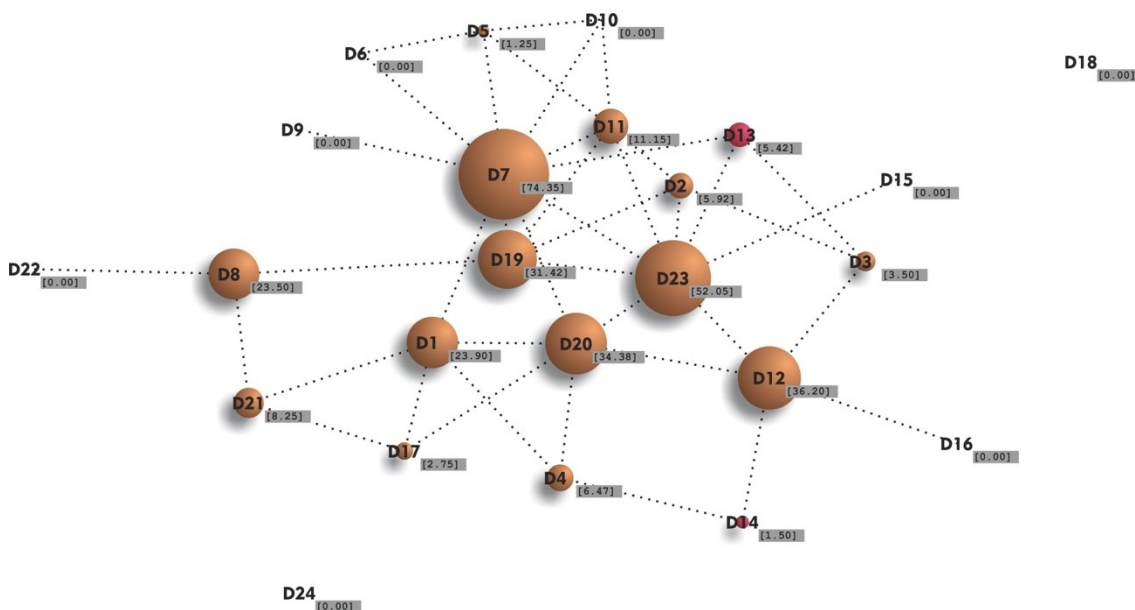 D10
[0.00]
D5
[1.25]
D6
[0.00]
D18
[0.00]
D9
[0.00]
D11
[11.15]
D13
[5.42]
D7
[74.35]
D2
[5.92]
D15
[0.00]
D22
[0.00]
D8
[23.50]
D19
[31.42]
D23
[52.05]
D3
[3.50]
D1
[23.90]
D20
[34.38]
D12
[36.20]
D21
[8.25]
D17
[2.75]
D16
[0.00]
D4
[6.47]
D14
[1.50]
D24
[0.00]